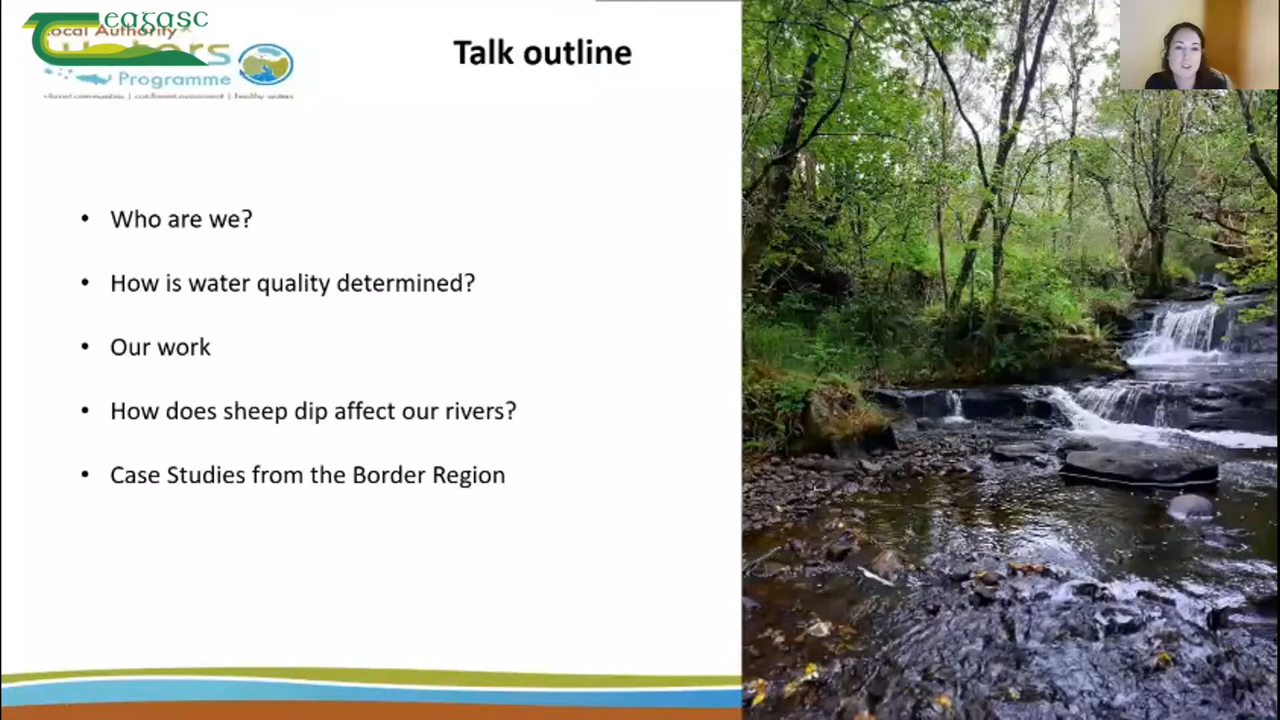 Teagasc
Local Authority
Waters
Programme
Talk outline
• Who are we?
• How is water quality determined?
• Our work
• How does sheep dip affect our rivers?
• Case Studies from the Border Region